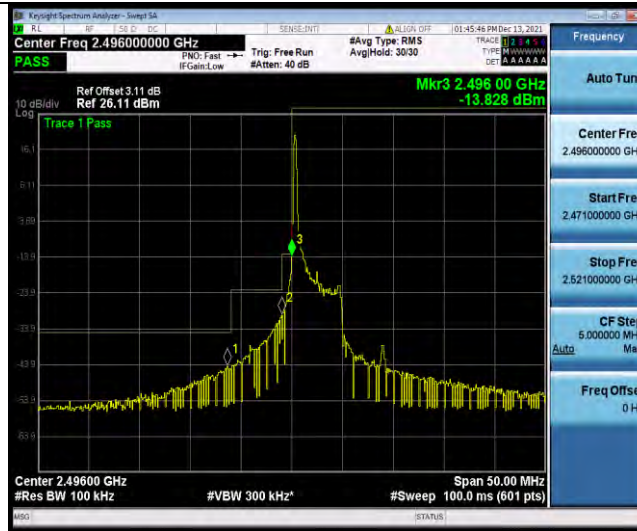 Keysight Spectrum Analyzer - Swept SA
RL RF 50 Ω DC SENSE:INT ALIGN OFF 01:45:46 PM Dec 13, 2021
Center Freq 2.496000000 GHz
PASS
PNO: Fast
IFGain:Low
Trig: Free Run
#Atten: 40 dB
#Avg Type: RMS
Avg|Hold: 30/30
TRACE 1 2 3 4 5 6
TYPE M W W W W W
DET A A A A A A
Mkr3 2.496 00 GHz
-13.828 dBm
Ref Offset 3.11 dB
Ref 26.11 dBm
10 dB/div
Log
Trace 1 Pass
16.1
6.11
-3.89
-13.9
-23.9
-33.9
-43.9
-53.9
-63.9
1
2
3
Center 2.49600 GHz
Span 50.00 MHz
#Res BW 100 kHz
#VBW 300 kHz*
#Sweep 100.0 ms (601 pts)
MSG
STATUS
Frequency
Auto Tun
Center Fre
2.496000000 GH
Start Fre
2.471000000 GH
Stop Fre
2.521000000 GH
CF Ste
5.000000 MH
Auto Ma
Freq Offse
0 H